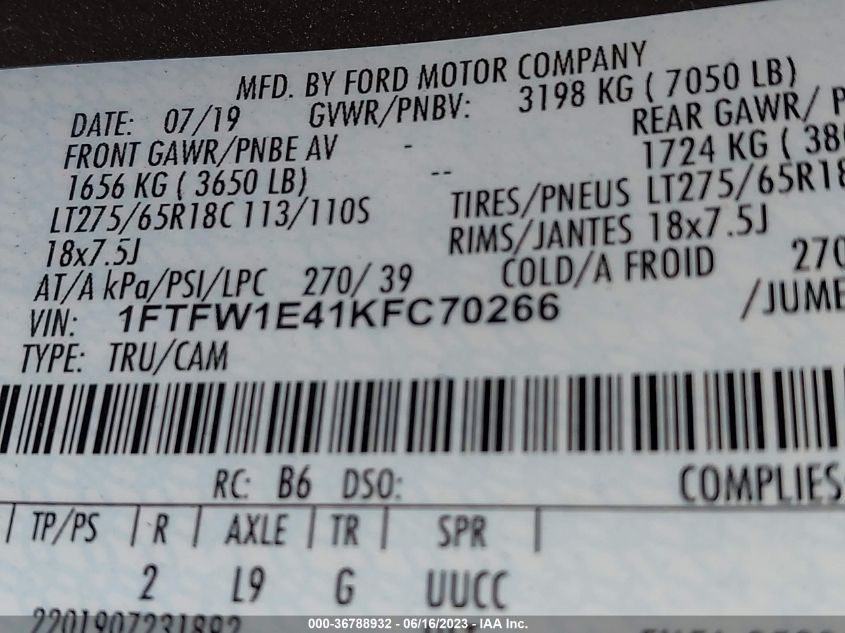 MFD. BY FORD MOTOR COMPANY
DATE: 07/19 GVWR/PNBV: 3198 KG ( 7050 LB)
FRONT GAWR/PNBE AV - REAR GAWR/ P
1656 KG ( 3650 LB) -- 1724 KG ( 380
LT275/65R18C 113/110S TIRES/PNEUS LT275/65R18
18x7.5J RIMS/JANTES 18x7.5J
AT/A kPa/PSI/LPC 270/ 39 COLD/A FROID 270
VIN: 1FTFW1E41KFC70266 /JUME
TYPE: TRU/CAM
RC: B6 DSO: COMPLIES
TP/PS | R | AXLE | TR | SPR |
2 L9 G UUCC
2201907231892
000-36788932 - 06/16/2023 - IAA Inc.